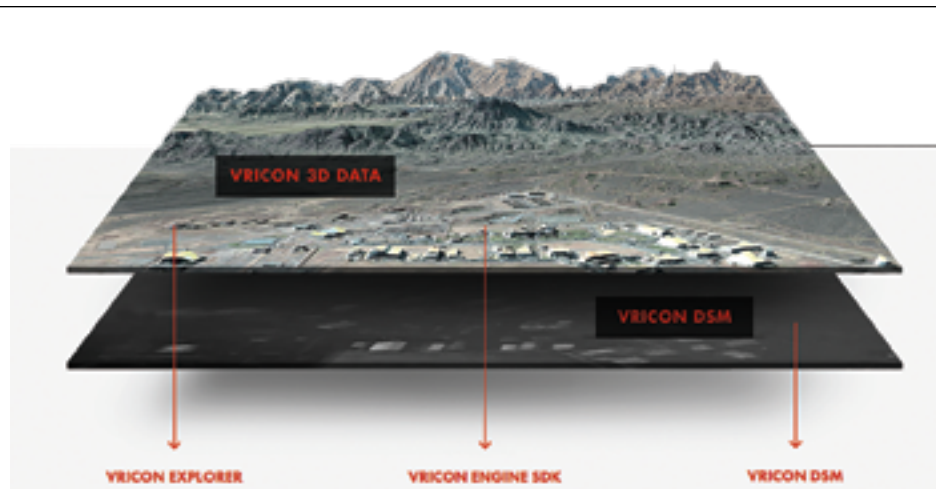 VRICON 3D DATA
VRICON DSM
VRICON EXPLORER
VRICON ENGINE SDK
VRICON DSM